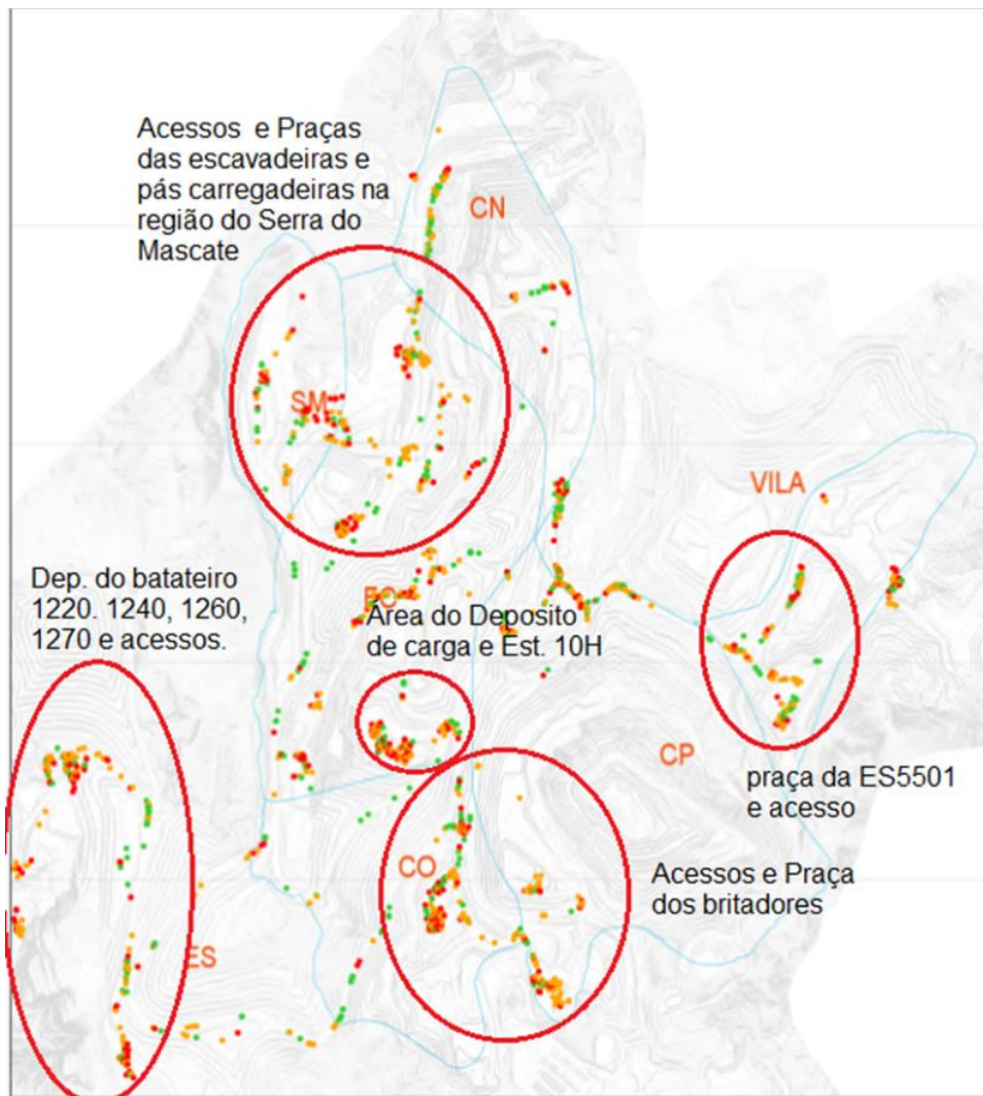 Acessos e Praças
das escavadeiras e
pás carregadeiras na
região do Serra do
Mascate
CN
SM
VILA
Dep. do batateiro
1220. 1240, 1260,
1270 e acessos.
Área do Deposito
de carga e Est. 10H
CP
praça da ES5501
e acesso
CO
Acessos e Praça
dos britadores
ES